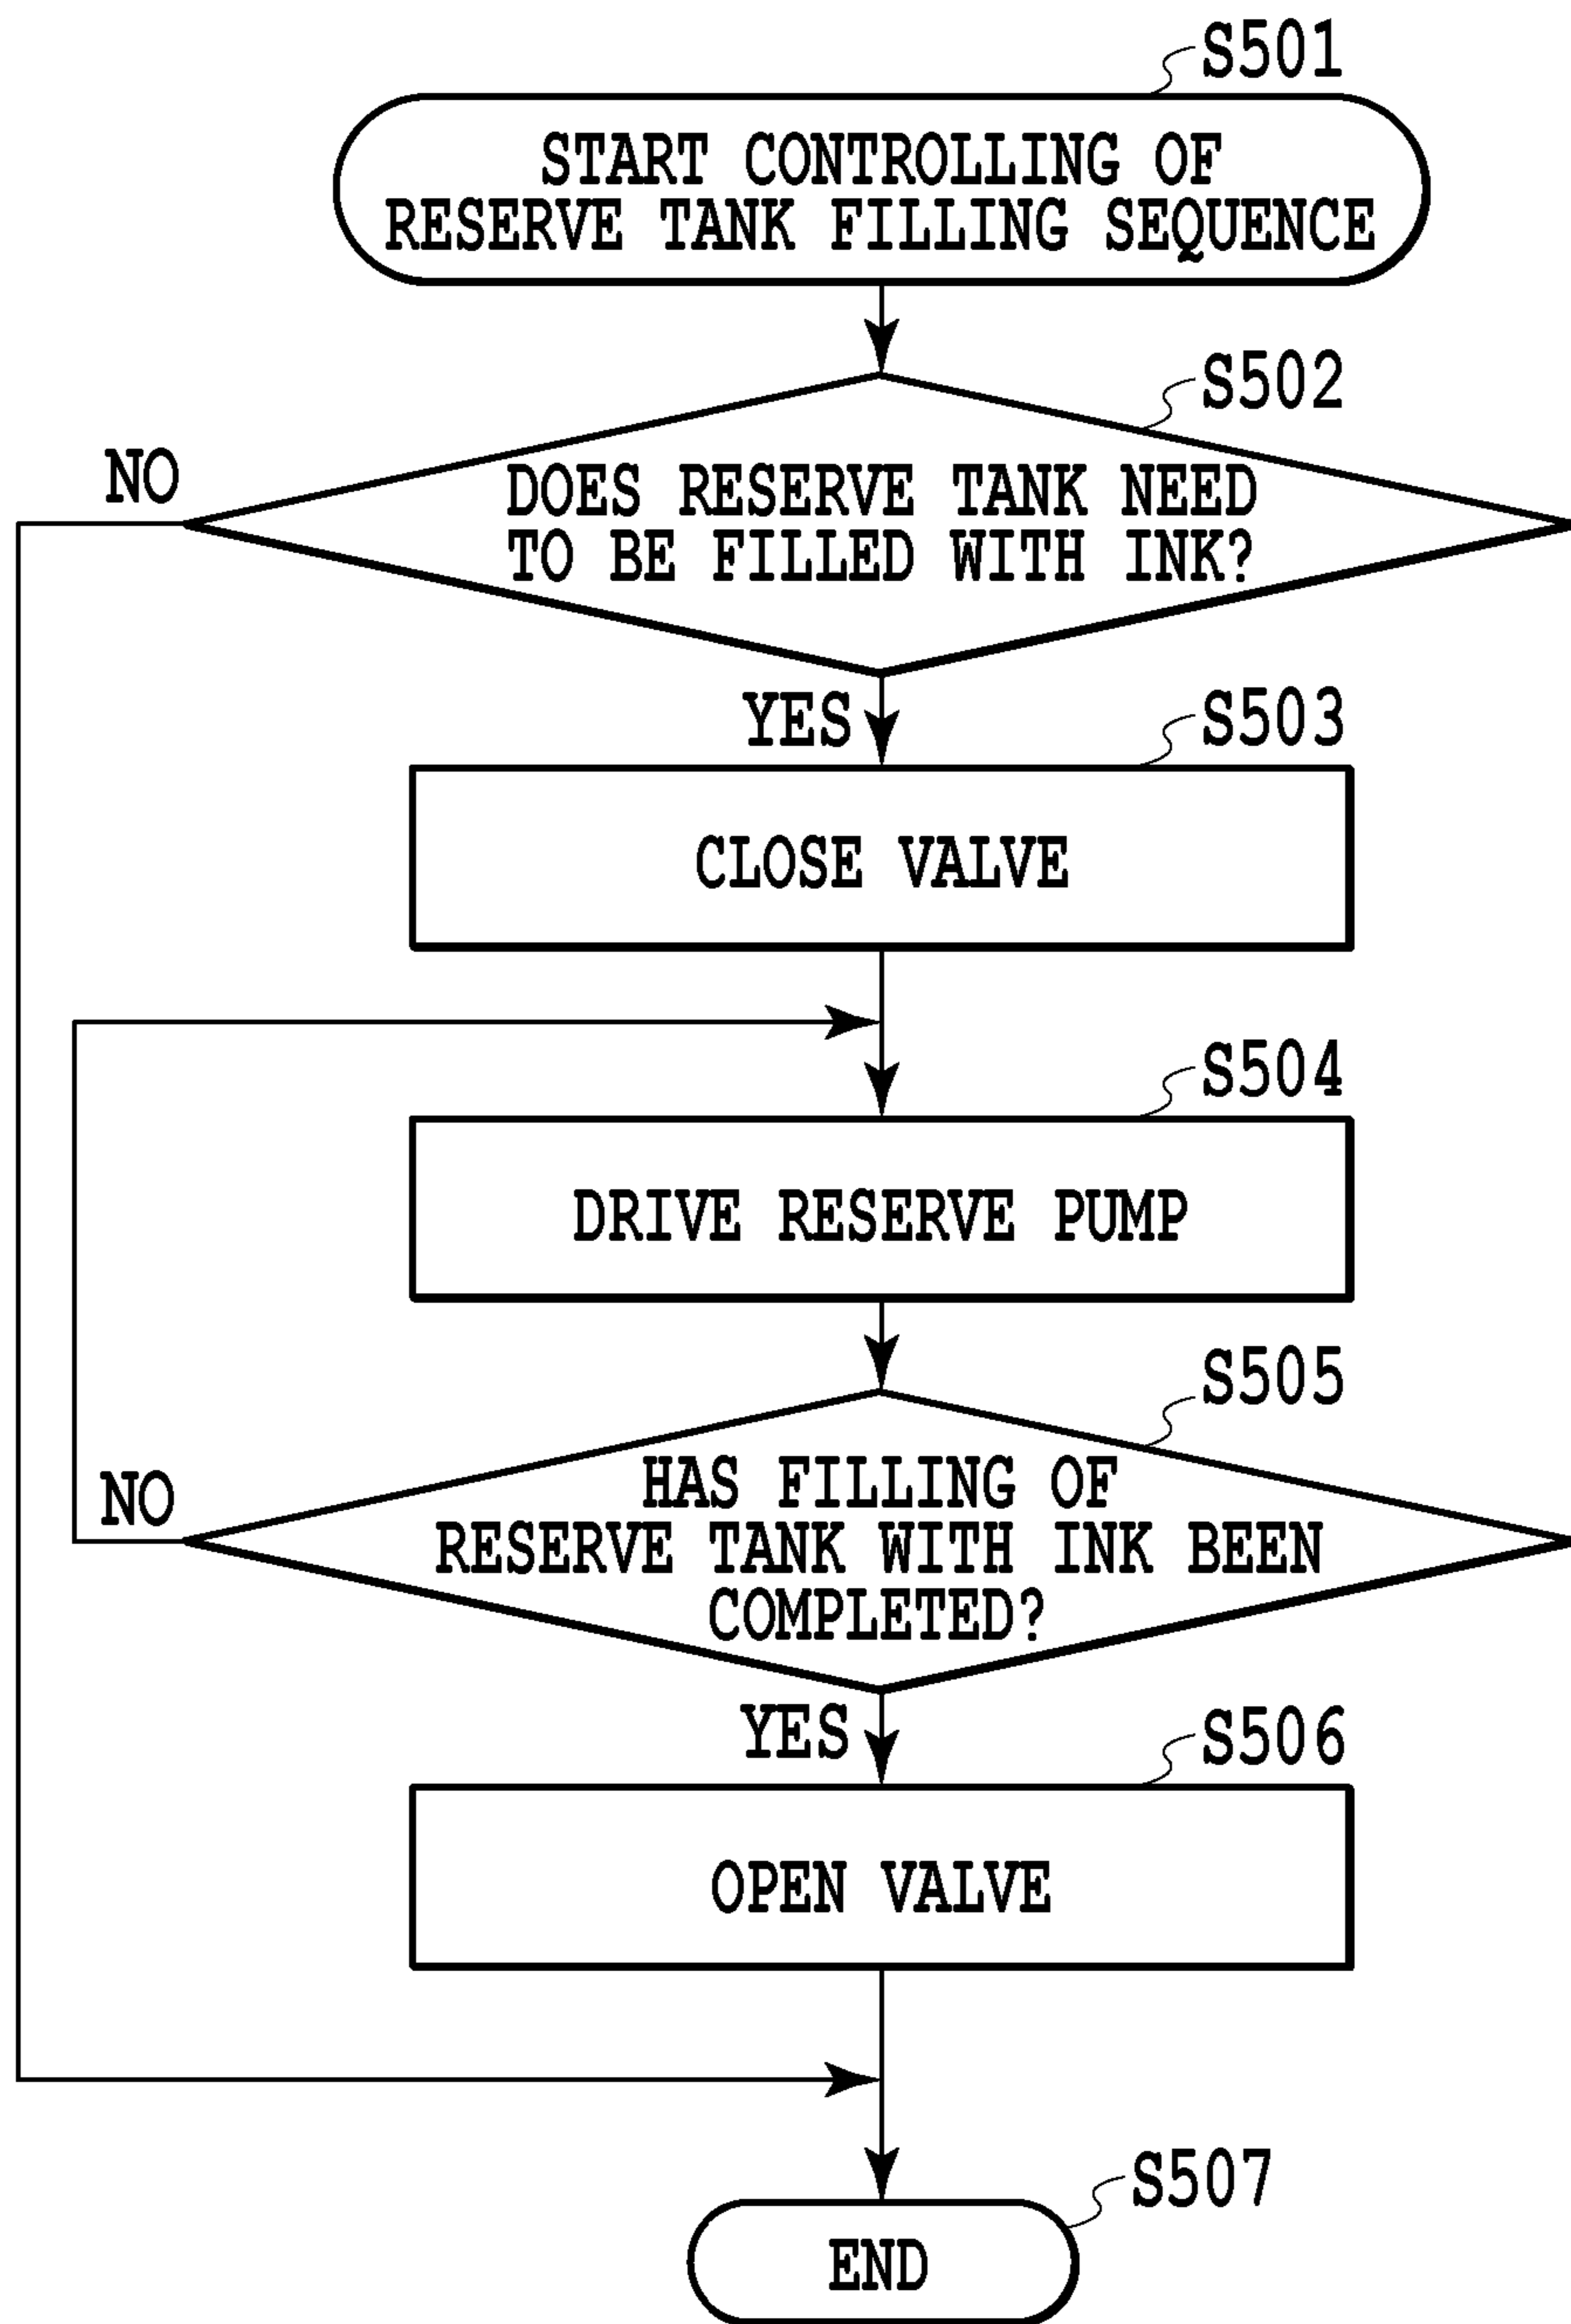 S501
START CONTROLLING OF
RESERVE TANK FILLING SEQUENCE
S502
NO
DOES RESERVE TANK NEED
TO BE FILLED WITH INK?
YES
S503
CLOSE VALVE
S504
DRIVE RESERVE PUMP
S505
NO
HAS FILLING OF
RESERVE TANK WITH INK BEEN
COMPLETED?
YES
S506
OPEN VALVE
S507
END